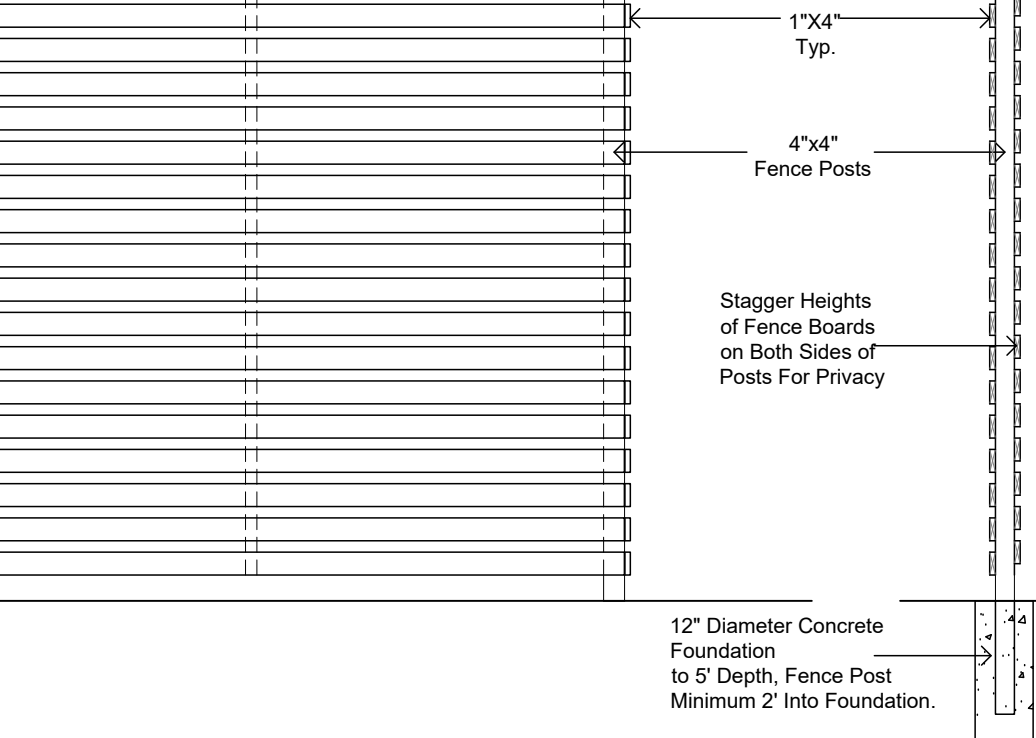 1"X4"
Typ.
4"x4"
Fence Posts
Stagger Heights
of Fence Boards
on Both Sides of
Posts For Privacy
12" Diameter Concrete
Foundation
to 5' Depth, Fence Post
Minimum 2' Into Foundation.